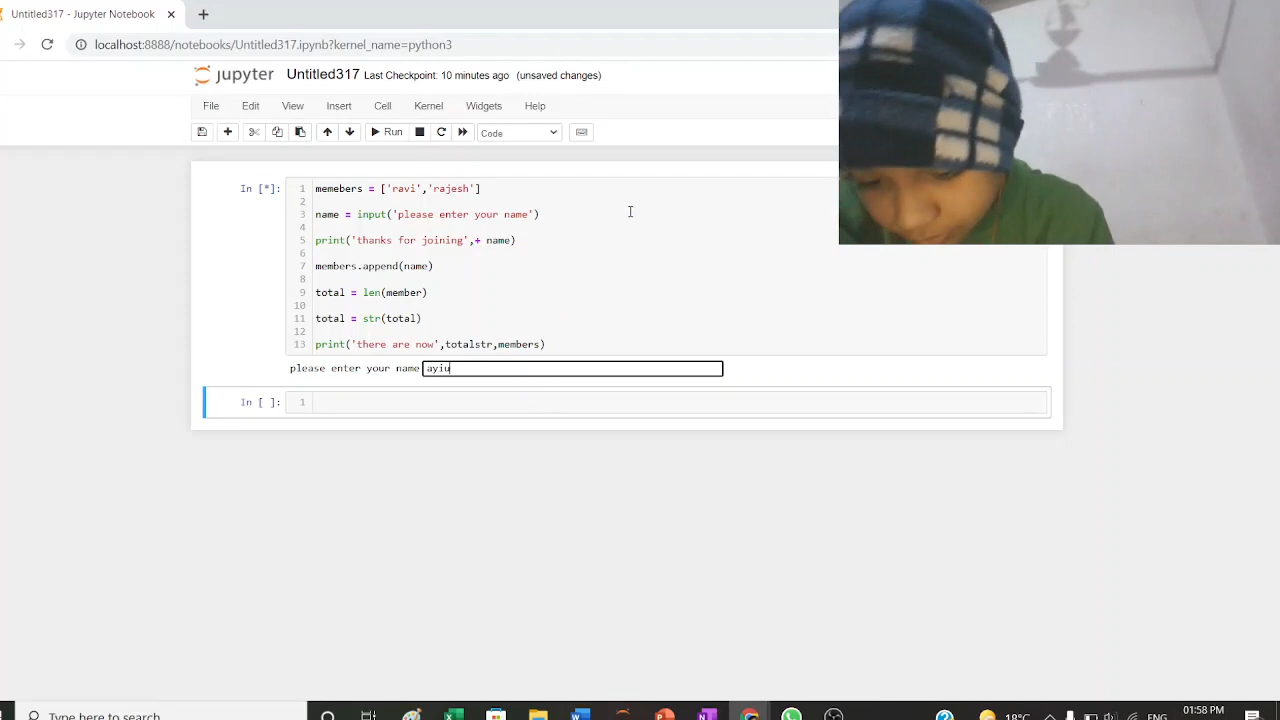 Untitled317 - Jupyter Notebook
localhost:8888/notebooks/Untitled317.ipynb?kernel_name=python3
jupyter Untitled317 Last Checkpoint: 10 minutes ago (unsaved changes)
File Edit View Insert Cell Kernel Widgets Help
Run Code
In [*]: 1 memebers = ['ravi','rajesh']
2
3 name = input('please enter your name')
4
5 print('thanks for joining',+ name)
6
7 members.append(name)
8
9 total = len(member)
10
11 total = str(total)
12
13 print('there are now',totalstr,members)
please enter your name ayiu
In [ ]: 1
01:58 PM
Type here to search 18°C ENG